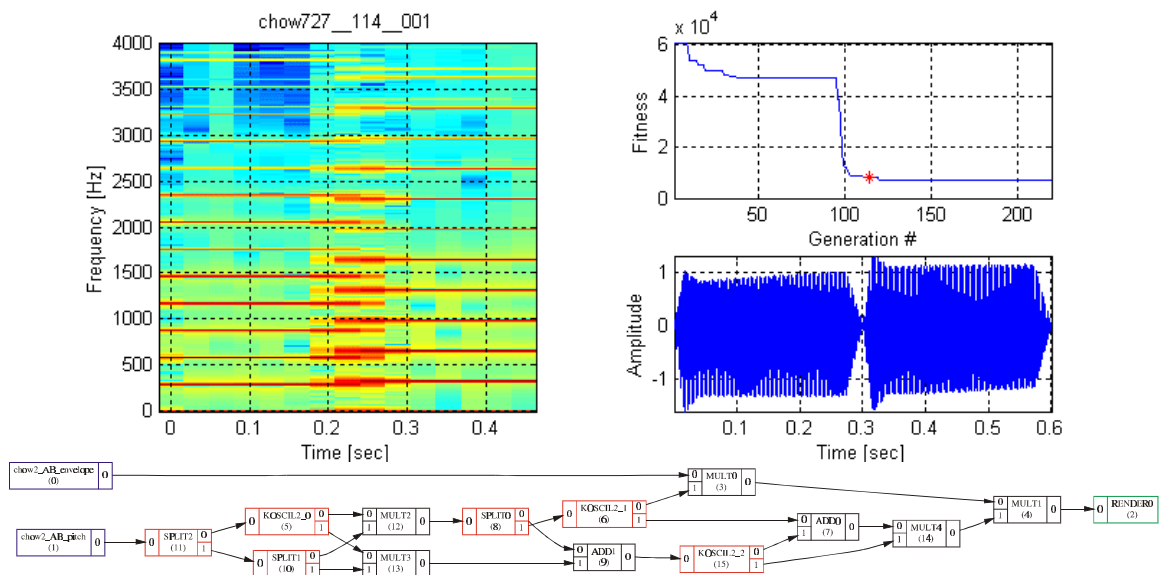 chow727__114__001
4000
3500
3000
2500
2000
1500
1000
500
0
Frequency [Hz]
0 0.1 0.2 0.3 0.4
Time [sec]
x 10^4
6
4
2
0
Fitness
50 100 150 200
Generation #
1
0
-1
Amplitude
0.1 0.2 0.3 0.4 0.5 0.6
Time [sec]
chow2_AB_envelope (0) 0
chow2_AB_pitch (1) 0
0 SPLIT2 (11) 0 1
0 KOSCIL2_0 (5) 0 1
0 SPLIT1 (10) 0 1
0 1 MULT2 (12) 0
0 1 MULT3 (13) 0
0 SPLIT0 (8) 0 1
0 KOSCIL2_1 (6) 0 1
0 1 ADD1 (9) 0
0 1 MULT0 (3) 0
0 KOSCIL2_2 (15) 0 1
0 1 ADD0 (7) 0
0 1 MULT4 (14) 0
0 1 MULT1 (4) 0
0 RENDER0 (2)